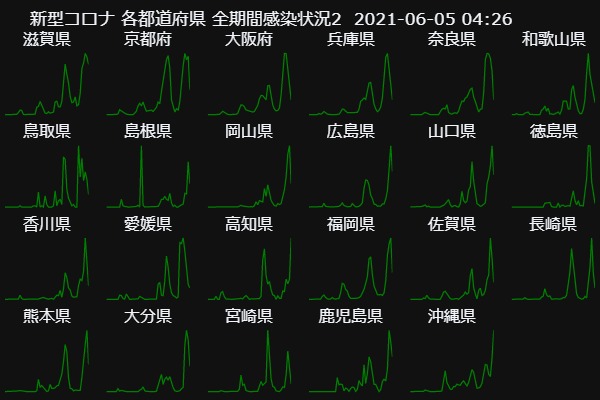 新型コロナ 各都道府県 全期間感染状況2 2021-06-05 04:26
滋賀県 京都府 大阪府 兵庫県 奈良県 和歌山県
鳥取県 島根県 岡山県 広島県 山口県 徳島県
香川県 愛媛県 高知県 福岡県 佐賀県 長崎県
熊本県 大分県 宮崎県 鹿児島県 沖縄県